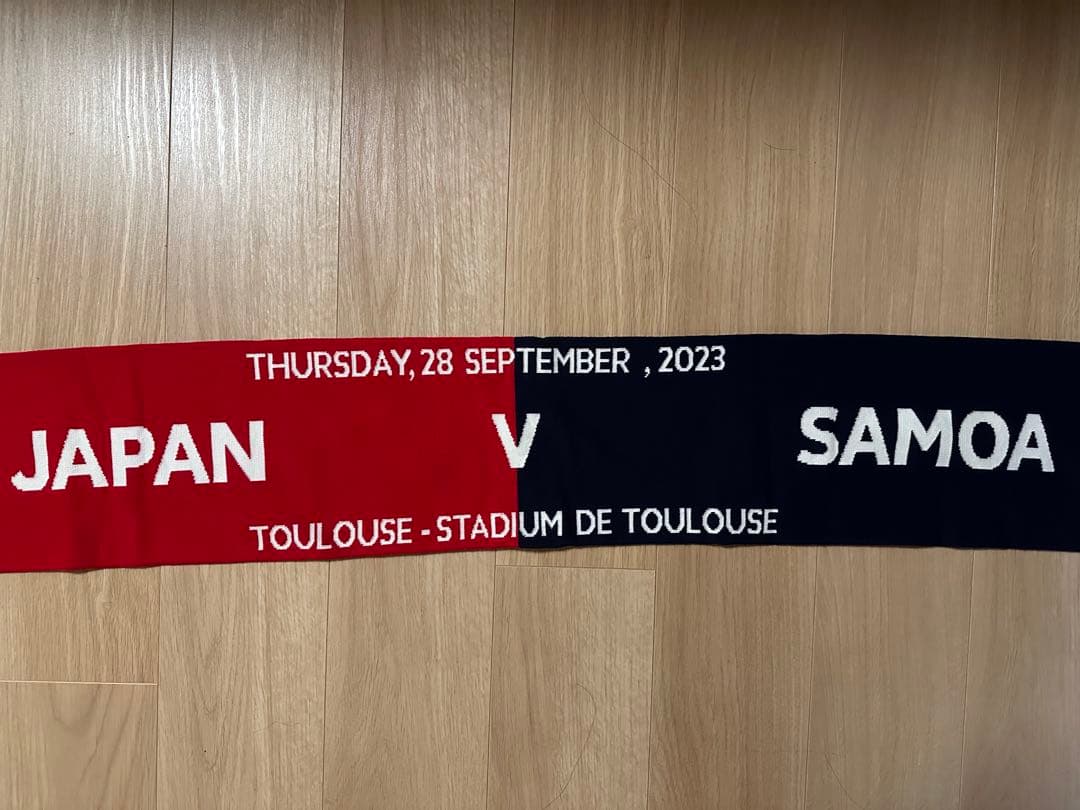 THURSDAY, 28 SEPTEMBER , 2023
JAPAN V SAMOA
TOULOUSE - STADIUM DE TOULOUSE